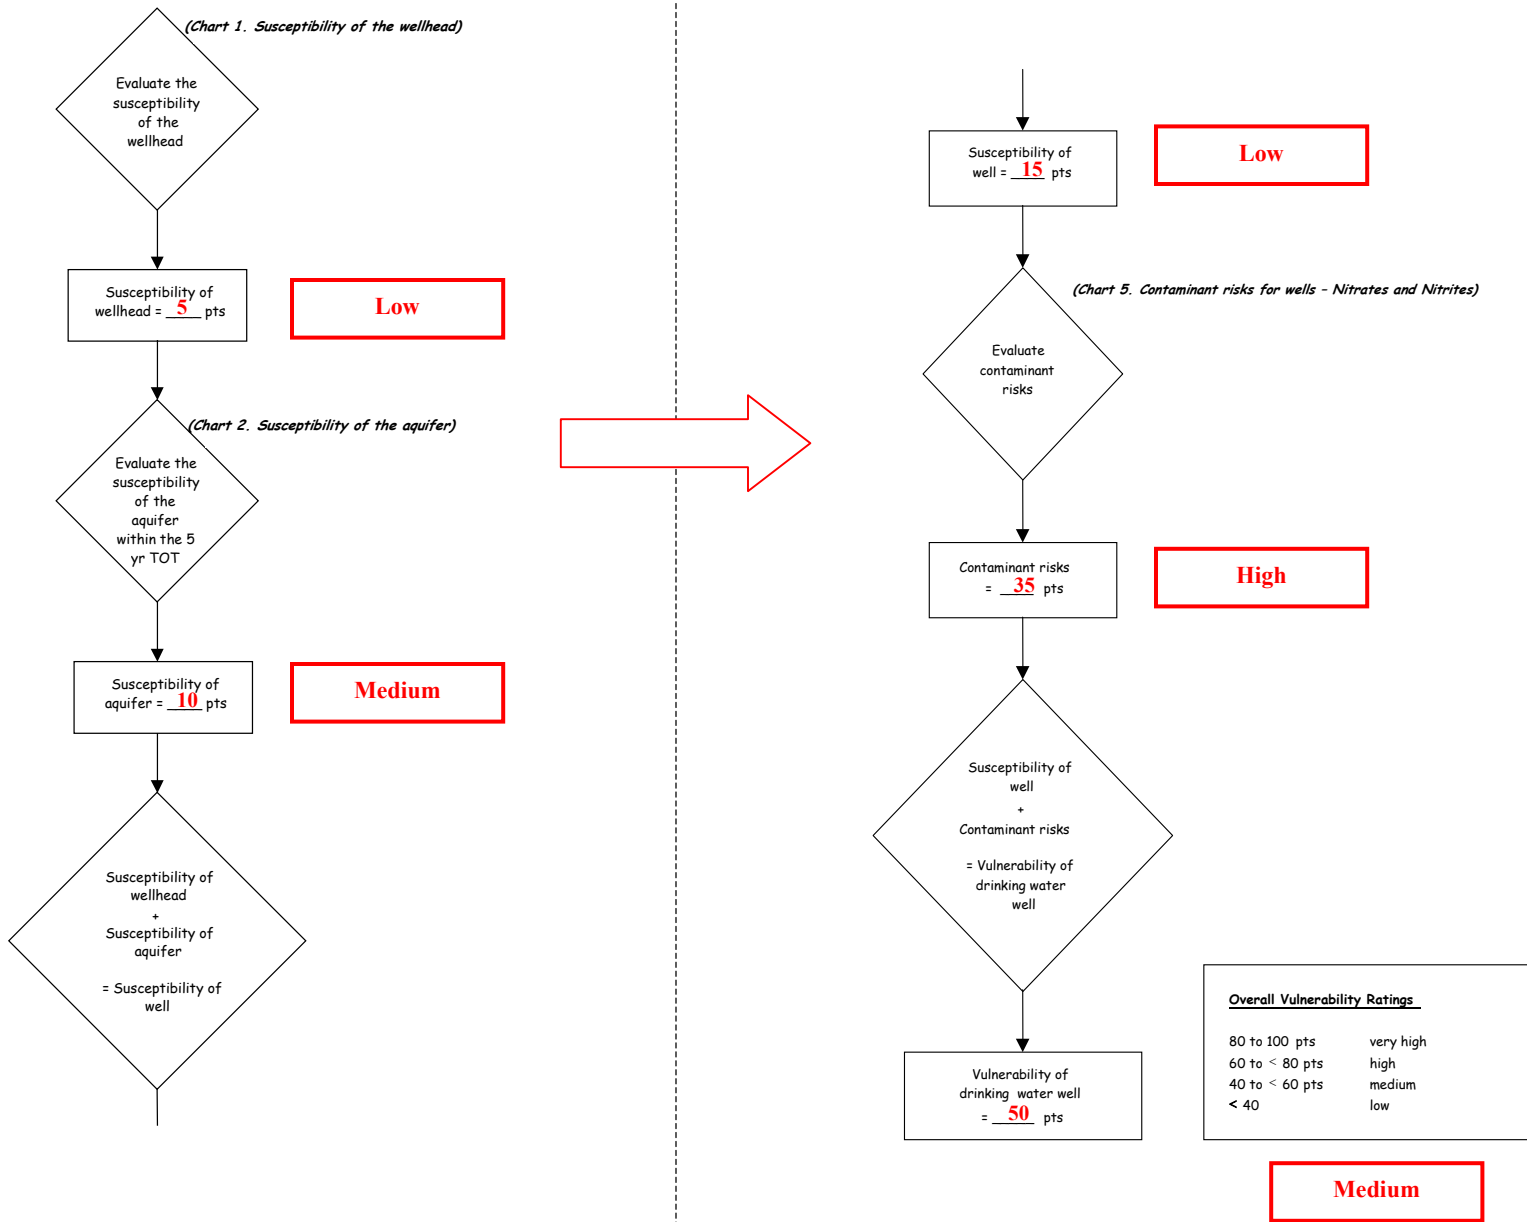 (Chart 1. Susceptibility of the wellhead)
Evaluate the
susceptibility
of the
wellhead
Susceptibility of
wellhead = 5 pts
Low
(Chart 2. Susceptibility of the aquifer)
Evaluate the
susceptibility
of the
aquifer
within the 5
yr TOT
Susceptibility of
aquifer = 10 pts
Medium
Susceptibility of
wellhead
+
Susceptibility of
aquifer
= Susceptibility of
well
Susceptibility of
well = 15 pts
Low
(Chart 5. Contaminant risks for wells – Nitrates and Nitrites)
Evaluate
contaminant
risks
Contaminant risks
= 35 pts
High
Susceptibility of
well
+
Contaminant risks
= Vulnerability of
drinking water
well
Vulnerability of
drinking water well
= 50 pts
Overall Vulnerability Ratings
80 to 100 pts very high
60 to < 80 pts high
40 to < 60 pts medium
< 40 low
Medium